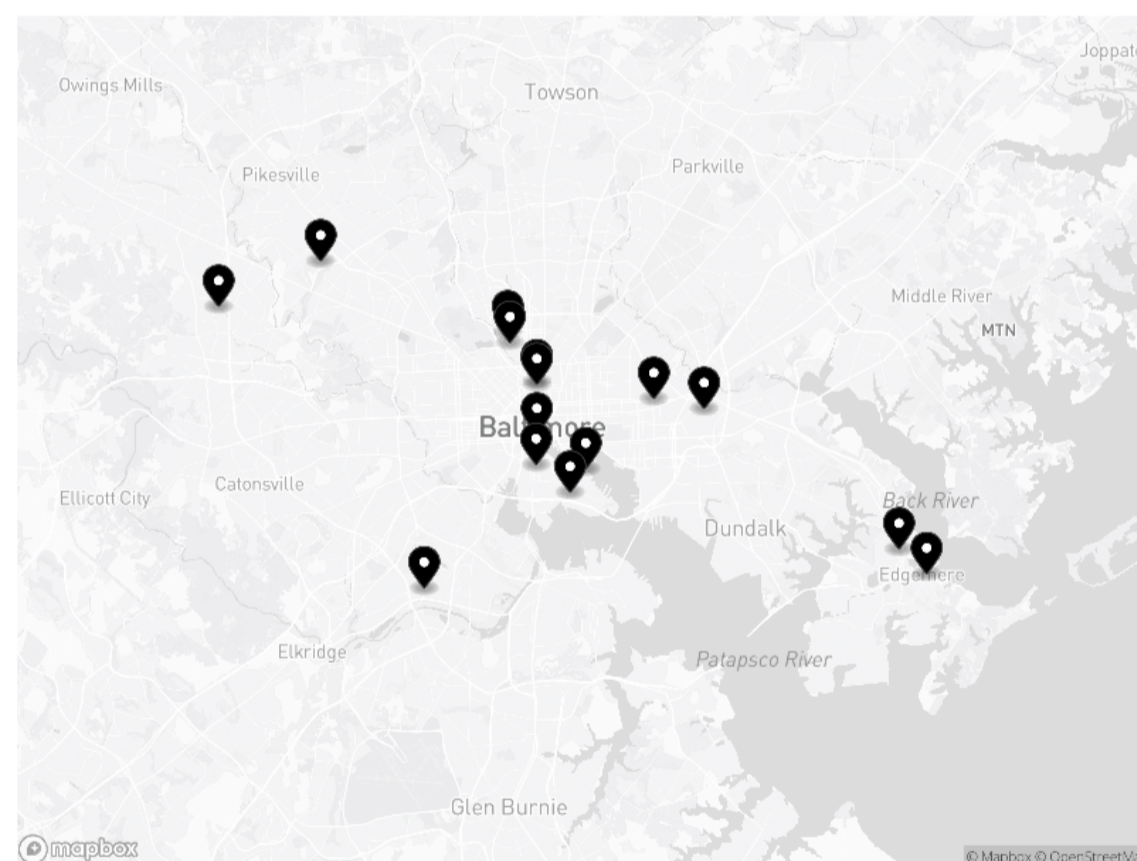 Joppat
Owings Mills
Towson
Parkville
Pikesville
Middle River
MTN
Baltimore
Catonsville
Ellicott City
Back River
Dundalk
Edgemere
Elkridge
Patapsco River
Glen Burnie
mapbox
© Mapbox © OpenStreetM